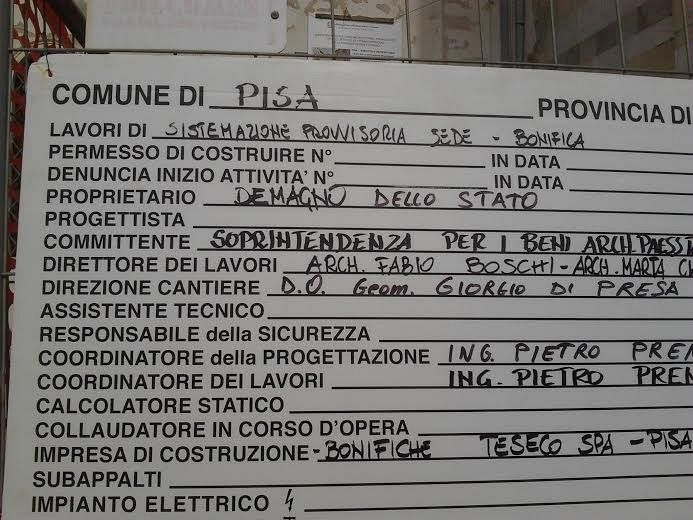 COMUNE DI PISA PROVINCIA DI
LAVORI DI SISTEMAZIONE PROVVISORIA SEDE - BONIFICA
PERMESSO DI COSTRUIRE N° IN DATA
DENUNCIA INIZIO ATTIVITA' N° IN DATA
PROPRIETARIO DEMAGNO DELLO STATO
PROGETTISTA
COMMITTENTE SOPRINTENDENZA PER I BENI ARCH. PAESS
DIRETTORE DEI LAVORI ARCH. FABIO BOSCHI - ARCH. MARTA
DIREZIONE CANTIERE D.O. Geom. GIORGIO DI PRESA
ASSISTENTE TECNICO
RESPONSABILE della SICUREZZA
COORDINATORE della PROGETTAZIONE ING. PIETRO PREN
COORDINATORE DEI LAVORI ING. PIETRO PREN
CALCOLATORE STATICO
COLLAUDATORE IN CORSO D'OPERA
IMPRESA DI COSTRUZIONE - BONIFICHE TESECO SPA - PISA
SUBAPPALTI
IMPIANTO ELETTRICO